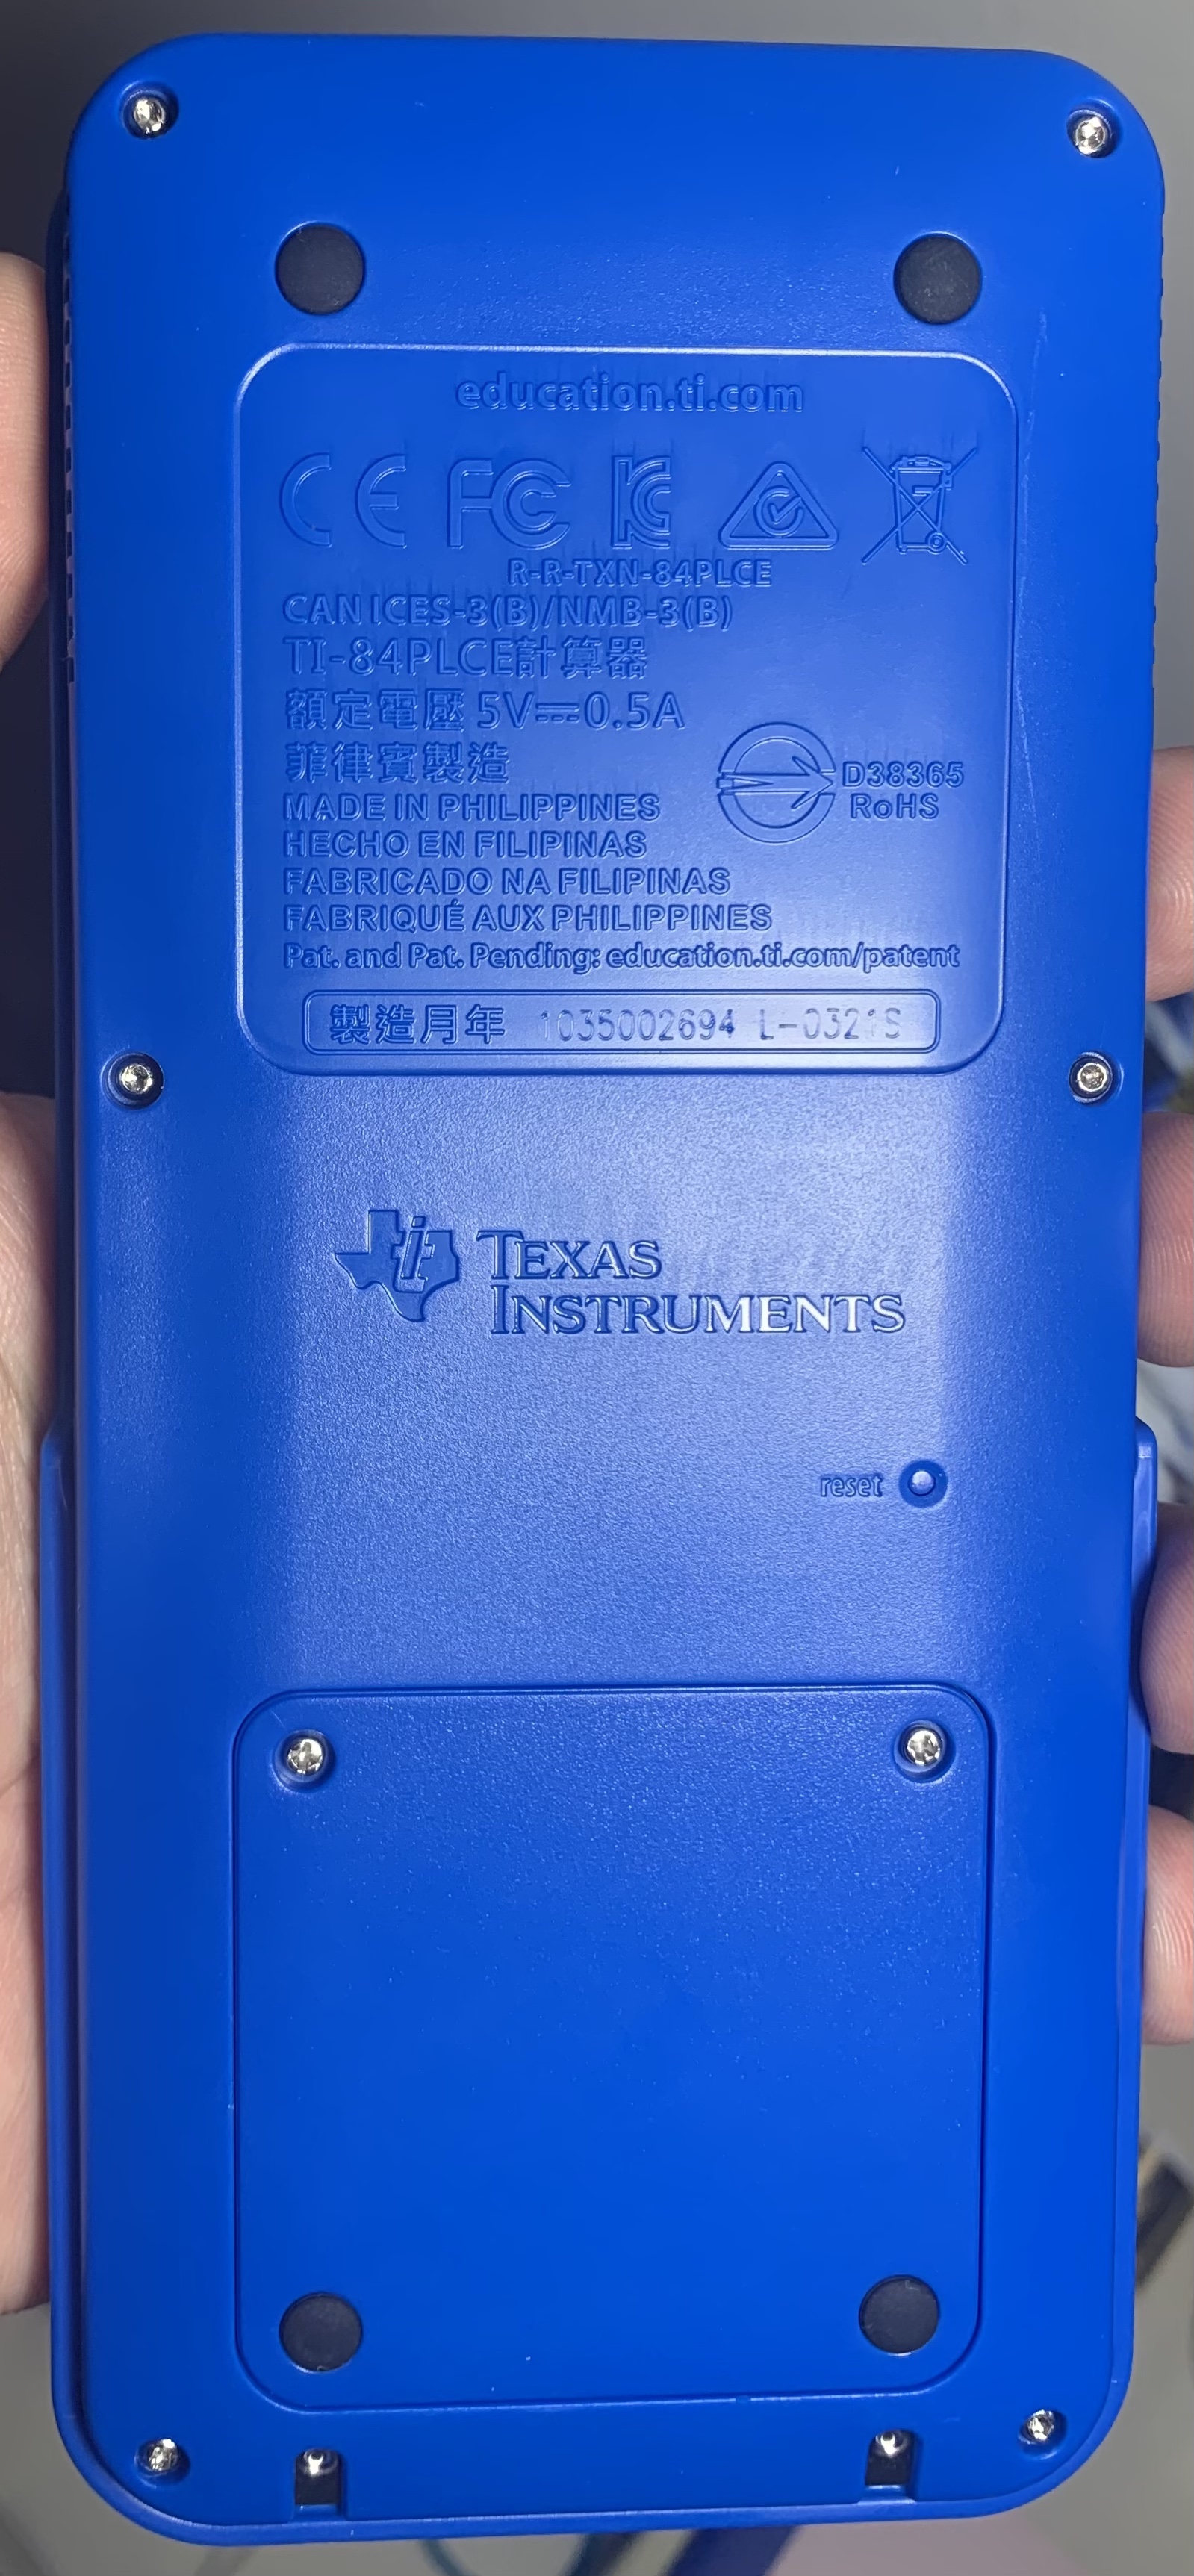 education.ti.com
CE FC
R-R-TXN-84PLCE
CAN ICES-3(B)/NMB-3(B)
TI-84PLCE計算器
額定電壓 5V⎓0.5A
菲律賓製造
D38365
RoHS
MADE IN PHILIPPINES
HECHO EN FILIPINAS
FABRICADO NA FILIPINAS
FABRIQUÉ AUX PHILIPPINES
Pat. and Pat. Pending: education.ti.com/patent
製造月年 1035002694 L-0321S
TEXAS
INSTRUMENTS
reset